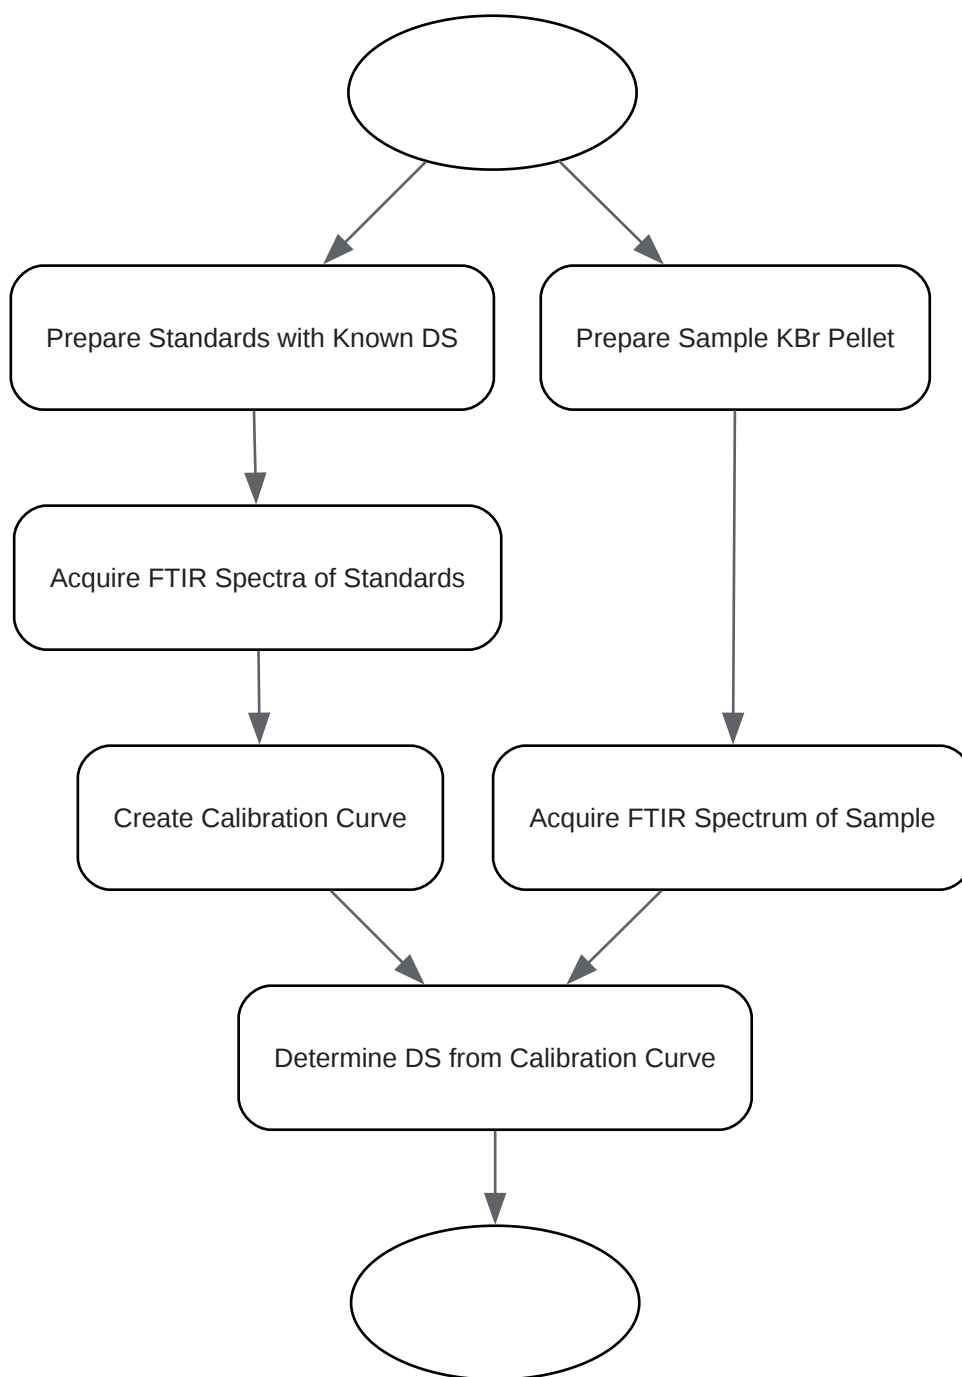 Prepare Standards with Known DS
Prepare Sample KBr Pellet
Acquire FTIR Spectra of Standards
Create Calibration Curve
Acquire FTIR Spectrum of Sample
Determine DS from Calibration Curve